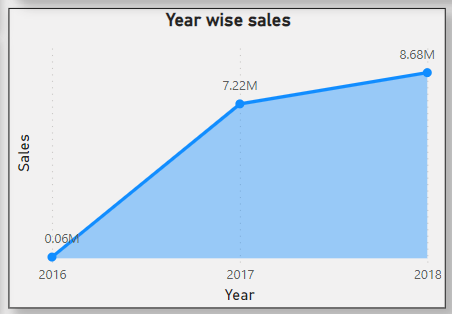 Year wise sales
8.68M
7.22M
Sales
0.06M
2016 2017 2018
Year